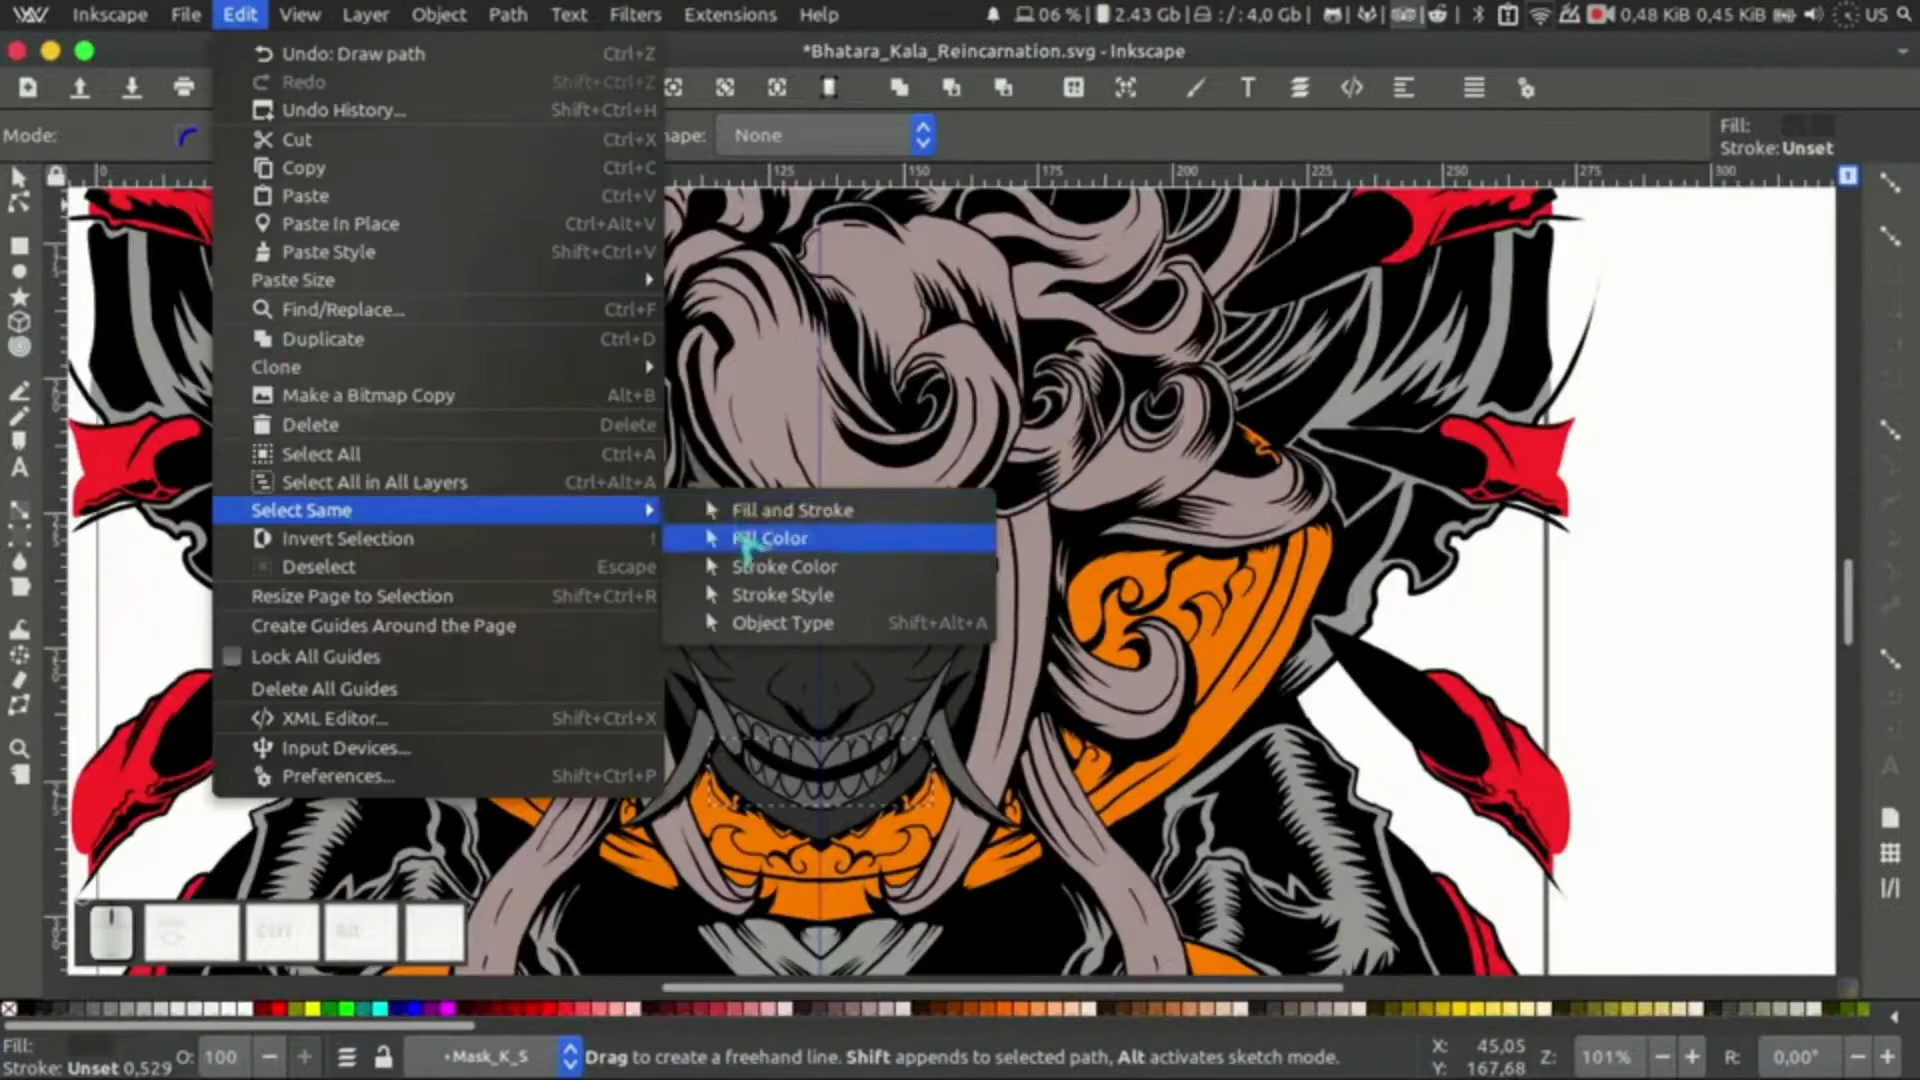 Inkscape File Edit View Layer Object Path Text Filters Extensions Help 06 % 2.43 Gb /: 4,0 Gb 0,48 KiB 0,45 KiB US
*Bhatara_Kala_Reincarnation.svg - Inkscape
Mode: ape: None
Fill:
Stroke: Unset
Undo: Draw path Ctrl+Z
Redo Shift+Ctrl+Z
Undo History... Shift+Ctrl+H
Cut Ctrl+X
Copy Ctrl+C
Paste Ctrl+V
Paste In Place Ctrl+Alt+V
Paste Style Shift+Ctrl+V
Paste Size
Find/Replace... Ctrl+F
Duplicate Ctrl+D
Clone
Make a Bitmap Copy Alt+B
Delete Delete
Select All Ctrl+A
Select All in All Layers Ctrl+Alt+A
Select Same
Invert Selection !
Deselect Escape
Resize Page to Selection Shift+Ctrl+R
Create Guides Around the Page
Lock All Guides
Delete All Guides
XML Editor... Shift+Ctrl+X
Input Devices...
Preferences... Shift+Ctrl+P
Fill and Stroke
Fill Color
Stroke Color
Stroke Style
Object Type Shift+Alt+A
0 125 150 175 200 225 250 275 300
Ctrl Alt
Fill:
Stroke: Unset 0,529 O: 100
•Mask_K_S
Drag to create a freehand line. Shift appends to selected path, Alt activates sketch mode.
X: 45,05
Y: 167,68
Z: 101% R: 0,00°